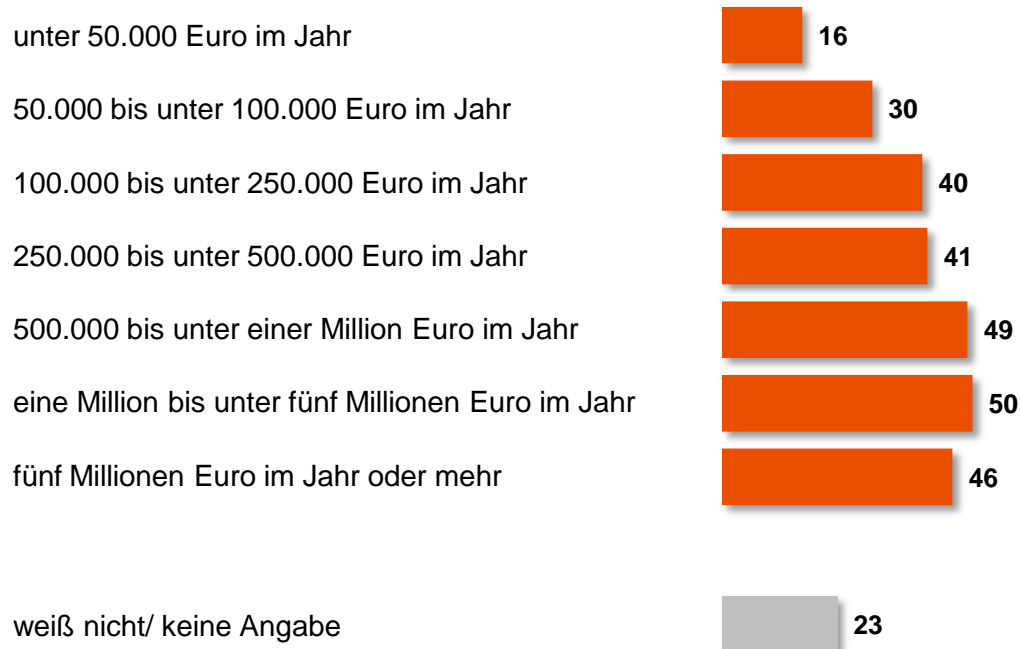 unter 50.000 Euro im Jahr 16
50.000 bis unter 100.000 Euro im Jahr 30
100.000 bis unter 250.000 Euro im Jahr 40
250.000 bis unter 500.000 Euro im Jahr 41
500.000 bis unter einer Million Euro im Jahr 49
eine Million bis unter fünf Millionen Euro im Jahr 50
fünf Millionen Euro im Jahr oder mehr 46
weiß nicht/ keine Angabe 23